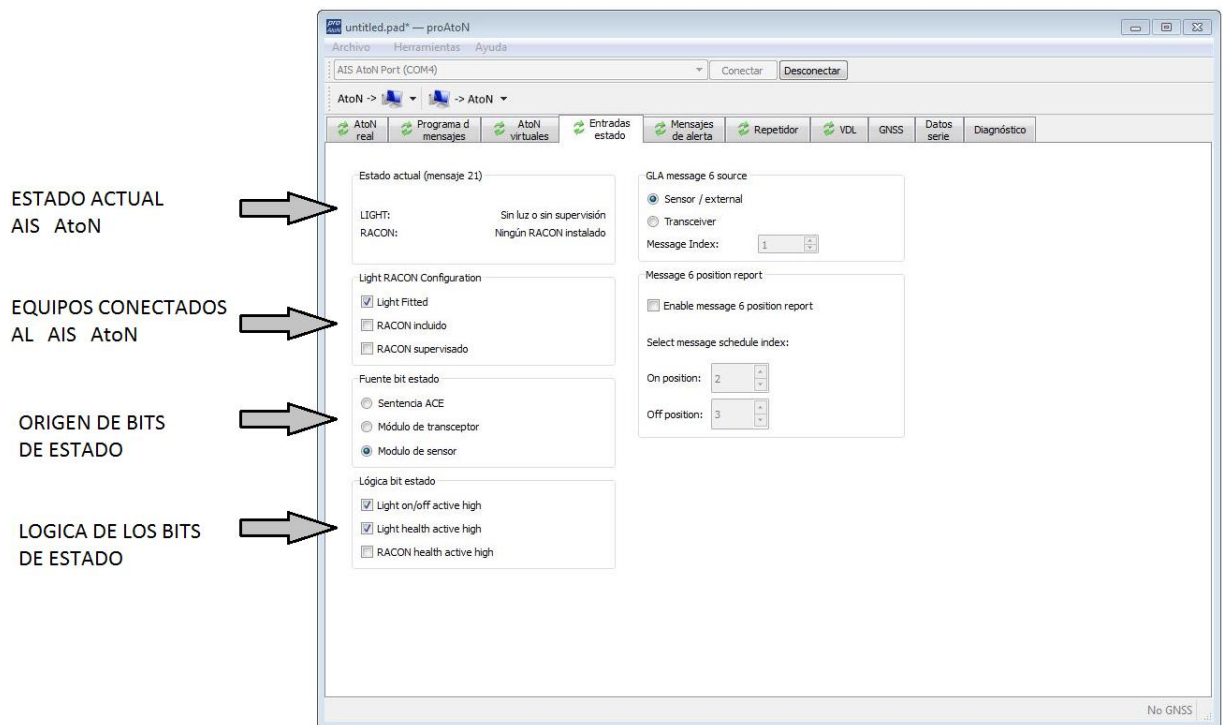 pro
AtoN
untitled.pad* — proAtoN
Archivo Herramientas Ayuda
AIS AtoN Port (COM4)
Conectar
Desconectar
AtoN ->
-> AtoN
AtoN
real
Programa d
mensajes
AtoN
virtuales
Entradas
estado
Mensajes
de alerta
Repetidor
VDL
GNSS
Datos
serie
Diagnóstico
ESTADO ACTUAL
AIS AtoN
Estado actual (mensaje 21)
LIGHT: Sin luz o sin supervisión
RACON: Ningún RACON instalado
EQUIPOS CONECTADOS
AL AIS AtoN
Light RACON Configuration
Light Fitted
RACON incluido
RACON supervisado
ORIGEN DE BITS
DE ESTADO
Fuente bit estado
Sentencia ACE
Módulo de transceptor
Modulo de sensor
LOGICA DE LOS BITS
DE ESTADO
Lógica bit estado
Light on/off active high
Light health active high
RACON health active high
GLA message 6 source
Sensor / external
Transceiver
Message Index: 1
Message 6 position report
Enable message 6 position report
Select message schedule index:
On position: 2
Off position: 3
No GNSS